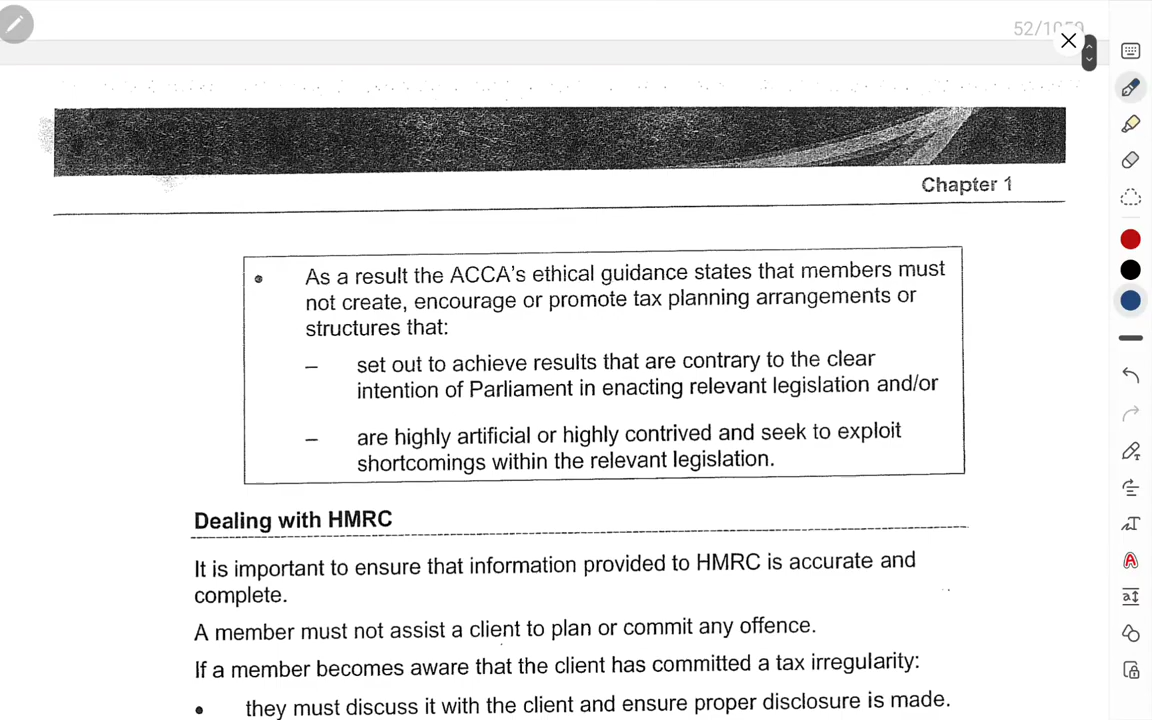 Chapter 1
• As a result the ACCA's ethical guidance states that members must
not create, encourage or promote tax planning arrangements or
structures that:
– set out to achieve results that are contrary to the clear
intention of Parliament in enacting relevant legislation and/or
– are highly artificial or highly contrived and seek to exploit
shortcomings within the relevant legislation.
Dealing with HMRC
It is important to ensure that information provided to HMRC is accurate and
complete.
A member must not assist a client to plan or commit any offence.
If a member becomes aware that the client has committed a tax irregularity:
• they must discuss it with the client and ensure proper disclosure is made.